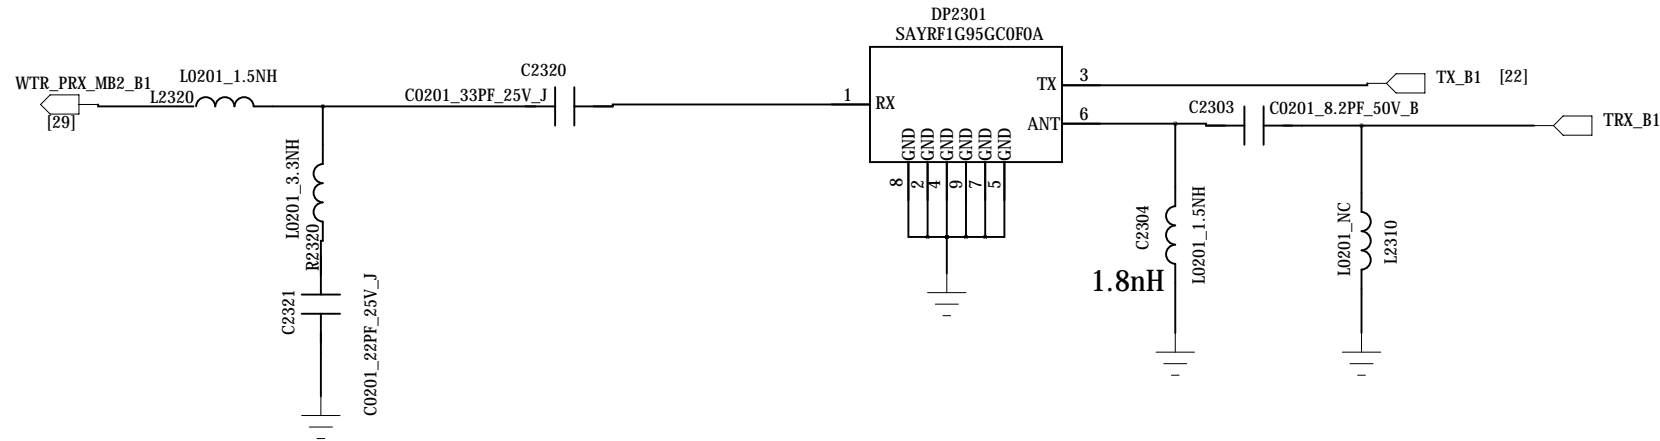 DP2301
SAYRF1G95GC0F0A
WTR_PRX_MB2_B1
[29]
L0201_1.5NH
L2320
C0201_33PF_25V_J
C2320
1
RX
TX
3
TX_B1 [22]
ANT
6
C2303
C0201_8.2PF_50V_B
TRX_B1
GND
GND
GND
GND
GND
GND
8
2
4
9
7
5
L0201_3.3NH
R2320
C2321
C0201_22PF_25V_J
C2304
L0201_1.5NH
1.8nH
L0201_NC
L2310